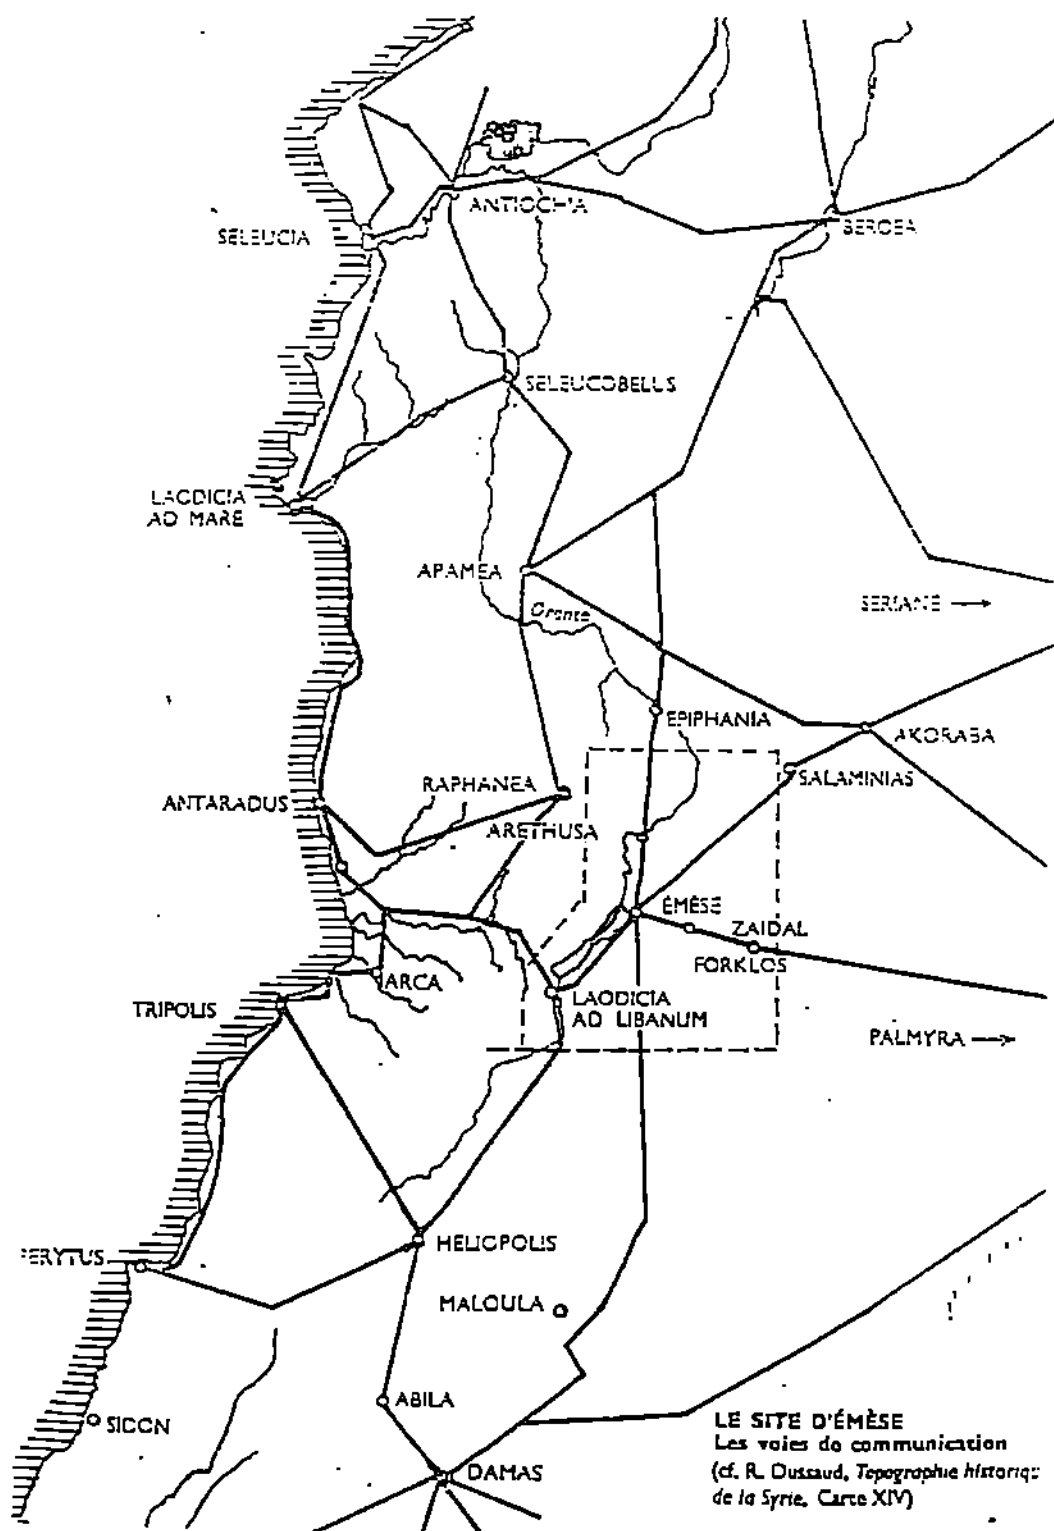 ANTIOCHIA
SELEUCIA
BEROEA
SELEUCOBELUS
LAODICIA
AD MARE
APAMEA
SERIANE →
Oronte
EPIPHANIA
AKORABA
SALAMINIAS
RAPHANEA
ANTARADUS
ARETHUSA
ÉMÈSE
ZAIDAL
FORKLOS
ARCA
LAODICIA
AD LIBANUM
TRIPOLIS
PALMYRA →
HELIOPOLIS
ERYTUS
MALOULA
ABILA
SIDON
DAMAS
LE SITE D'ÉMÈSE
Les voies de communication
(cf. R. Dussaud, Topographie historiq
de la Syrie, Carte XIV)